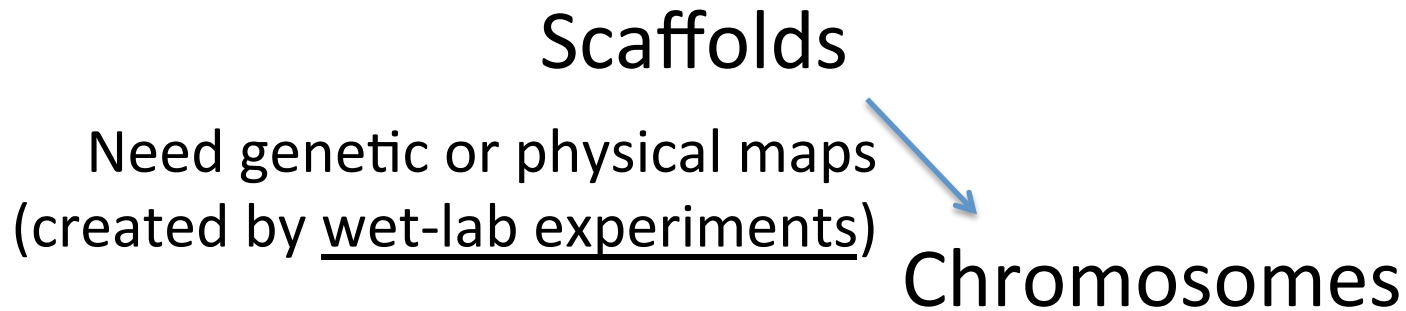 Scaffolds
Need genetic or physical maps
(created by wet-lab experiments)
Chromosomes